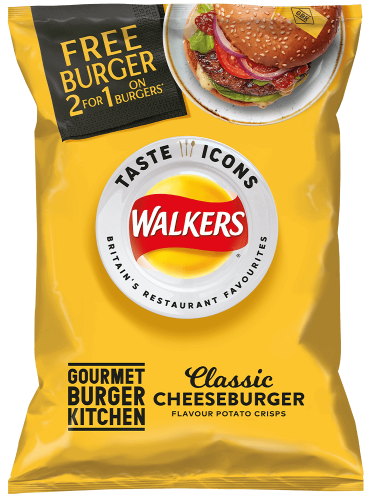 FREE
BURGER
2 FOR 1 ON
BURGERS*
GBK
TASTE ICONS
WALKERS
®
BRITAIN'S RESTAURANT FAVOURITES
GOURMET
BURGER
KITCHEN
Classic
CHEESEBURGER
FLAVOUR POTATO CRISPS